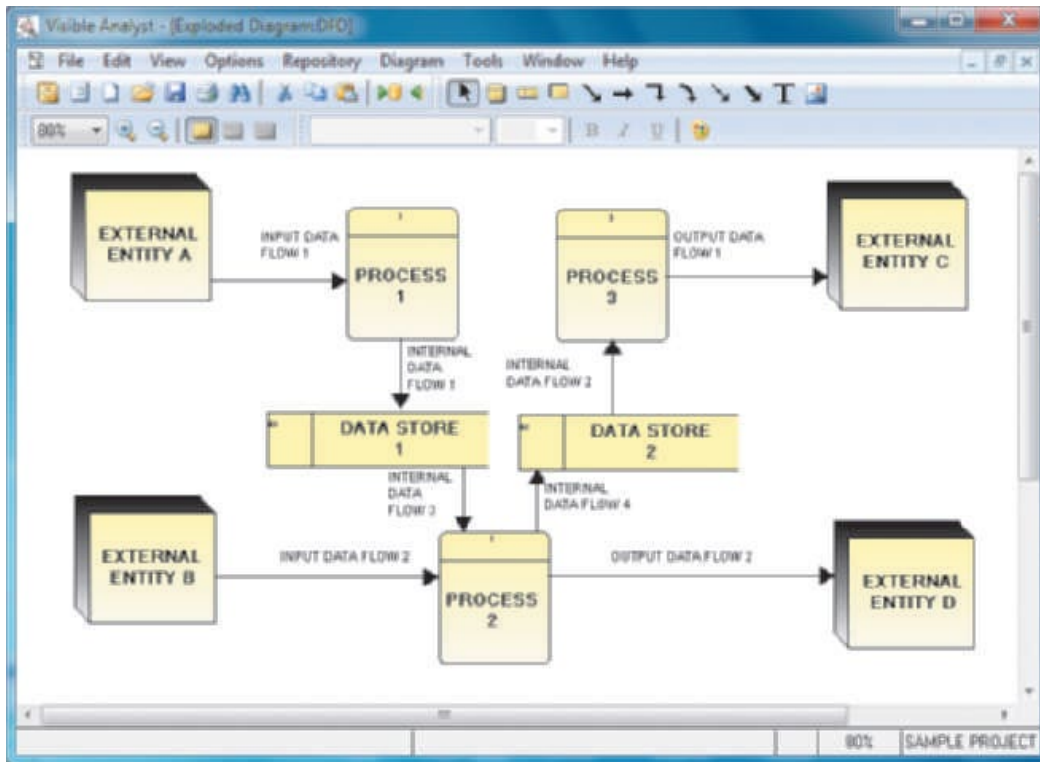 Visible Analyst - [Exploded Diagram:DFD]
File Edit View Options Repository Diagram Tools Window Help
80%
B I U
EXTERNAL
ENTITY A
INPUT DATA
FLOW 1
PROCESS
1
PROCESS
3
OUTPUT DATA
FLOW 1
EXTERNAL
ENTITY C
INTERNAL
DATA
FLOW 1
INTERNAL
DATA FLOW 2
DATA STORE
1
DATA STORE
2
INTERNAL
DATA
FLOW 3
INTERNAL
DATA FLOW 4
EXTERNAL
ENTITY B
INPUT DATA FLOW 2
PROCESS
2
OUTPUT DATA FLOW 2
EXTERNAL
ENTITY D
80% SAMPLE PROJECT